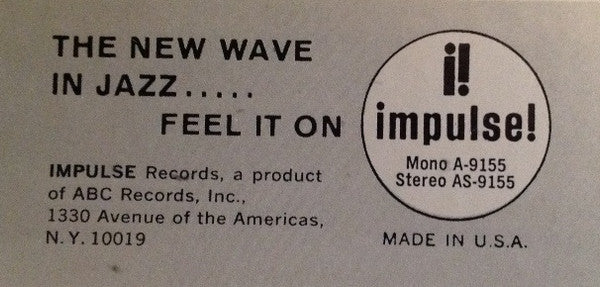 THE NEW WAVE
IN JAZZ.....
FEEL IT ON
IMPULSE Records, a product
of ABC Records, Inc.,
1330 Avenue of the Americas,
N.Y. 10019
i!
impulse!
Mono A-9155
Stereo AS-9155
MADE IN U.S.A.